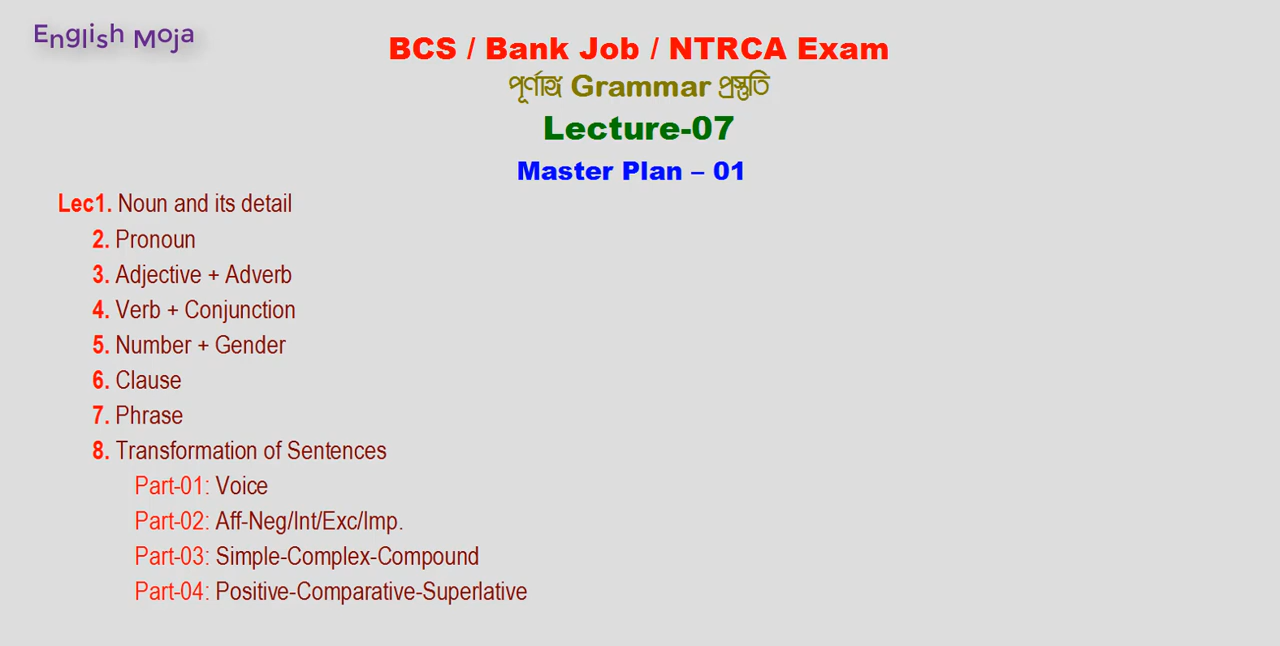 English Moja
BCS / Bank Job / NTRCA Exam
পূর্ণাঙ্গ Grammar প্রস্তুতি
Lecture-07
Master Plan – 01
Lec1. Noun and its detail
2. Pronoun
3. Adjective + Adverb
4. Verb + Conjunction
5. Number + Gender
6. Clause
7. Phrase
8. Transformation of Sentences
Part-01: Voice
Part-02: Aff-Neg/Int/Exc/Imp.
Part-03: Simple-Complex-Compound
Part-04: Positive-Comparative-Superlative